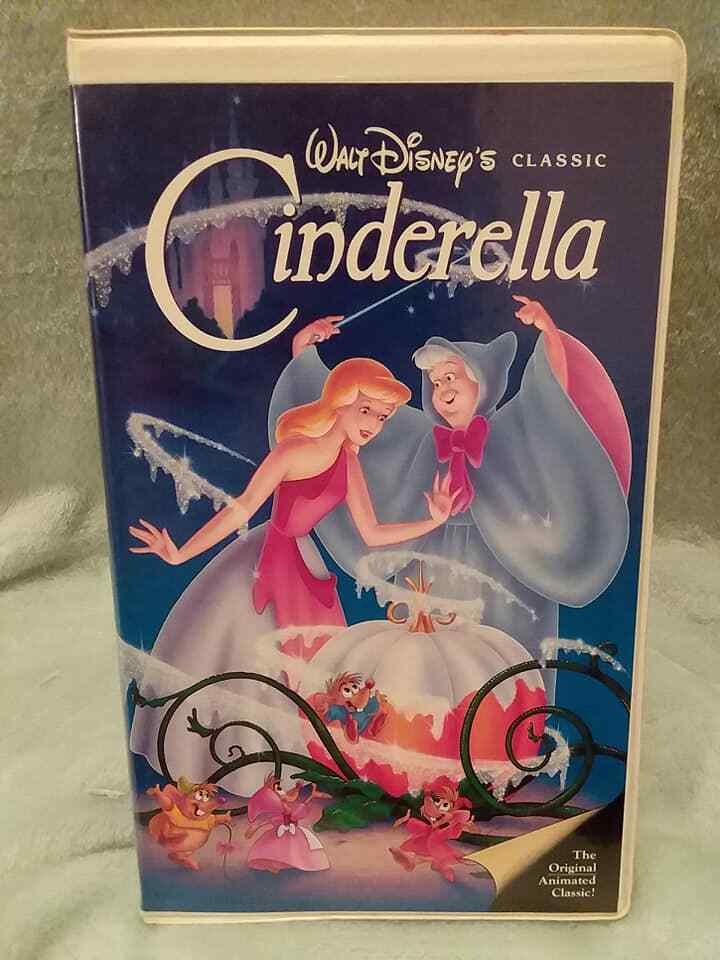 Walt Disney's CLASSIC
Cinderella
The
Original
Animated
Classic!